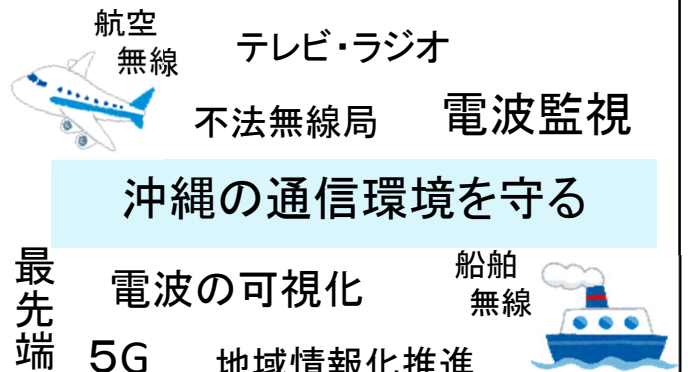 航空
無線
テレビ・ラジオ
不法無線局
電波監視
沖縄の通信環境を守る
最先端
電波の可視化
船舶
無線
5G
地域情報化推進